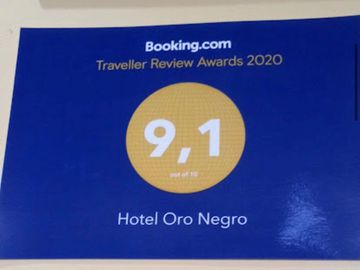 Booking.com
Traveller Review Awards 2020
9,1
out of 10
Hotel Oro Negro